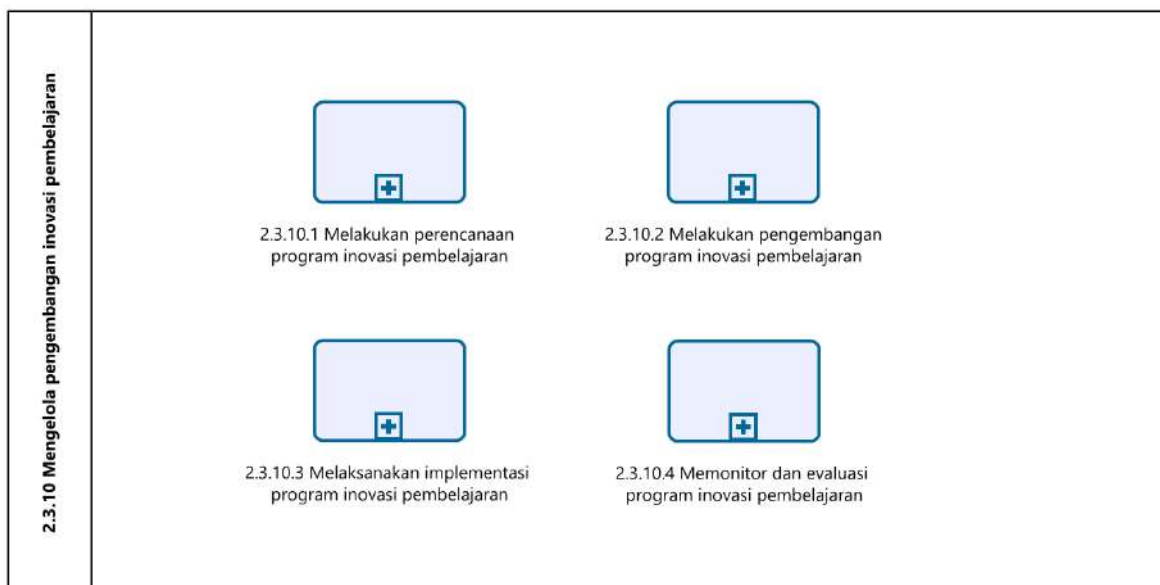 2.3.10 Mengelola pengembangan inovasi pembelajaran
2.3.10.1 Melakukan perencanaan
program inovasi pembelajaran
2.3.10.2 Melakukan pengembangan
program inovasi pembelajaran
2.3.10.3 Melaksanakan implementasi
program inovasi pembelajaran
2.3.10.4 Memonitor dan evaluasi
program inovasi pembelajaran